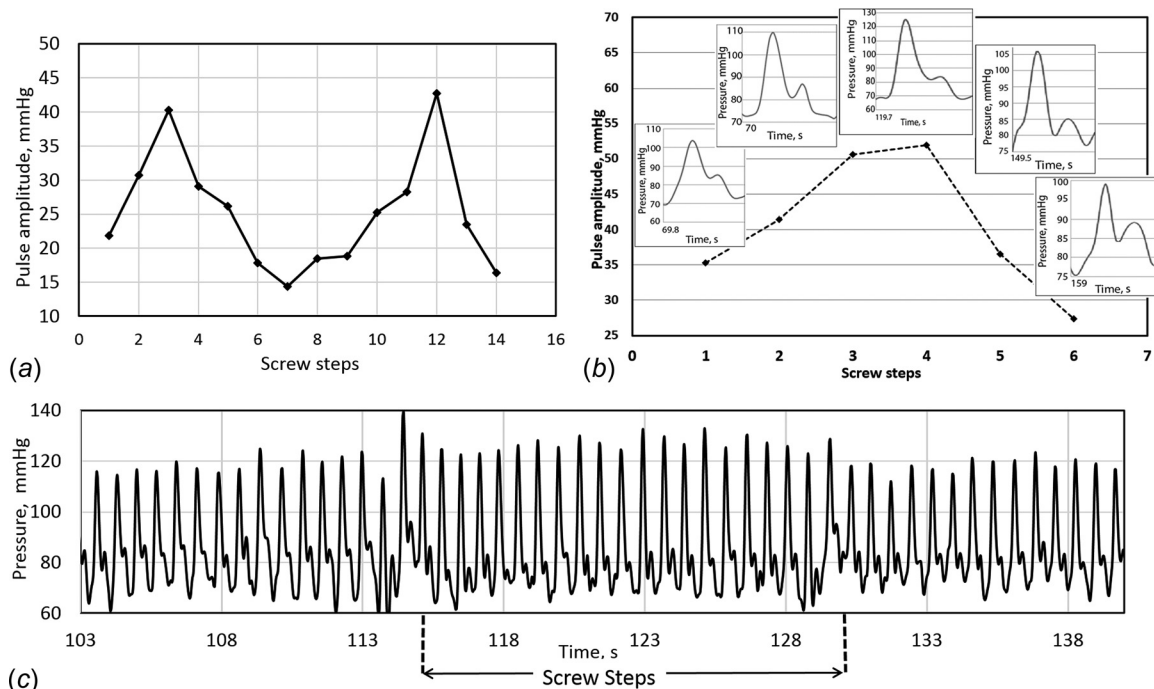 50
45
40
35
30
25
20
15
10
0 2 4 6 8 10 12 14 16
Pulse amplitude, mmHg
Screw steps
(a)
70
65
60
55
50
45
40
35
30
25
0 1 2 3 4 5 6 7
Pulse amplitude, mmHg
Screw steps
(b)
110
100
90
80
70
60
69.8
Pressure, mmHg
Time, s
110
100
90
80
70
70
Pressure, mmHg
Time, s
130
120
110
100
90
80
70
60
119.7
Pressure, mmHg
Time, s
105
100
95
90
85
80
75
149.5
Pressure, mmHg
Time, s
100
95
90
85
80
75
159
Pressure, mmHg
Time, s
140
120
100
80
60
103 108 113 118 123 128 133 138
Pressure, mmHg
Time, s
Screw Steps
(c)